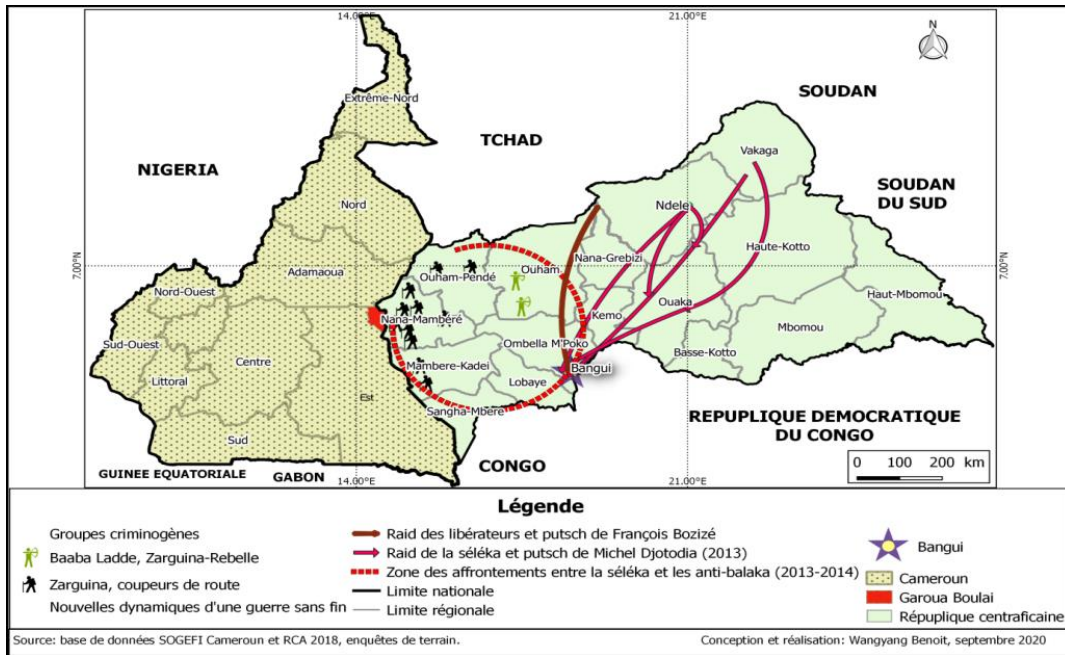 14.00°E
21.00°E
N
SOUDAN
Extrême-Nord
TCHAD
Vakaga
NIGERIA
SOUDAN
DU SUD
Nord
Ndele
Haute-Kotto
Nana-Grebizi
7.00°N
Adamaoua
Ouham-Pendé
Ouham
7.00°N
Nord-Ouest
Ouaka
Haut-Mbomou
Nana-Mambéré
Kemo
Mbomou
Sud-Ouest
Centre
Ombella M'Poko
Basse-Kotto
Littoral
Mambere-Kadei
Bangui
Est
Lobaye
Sangha-Mbere
REPUPLIQUE DEMOCRATIQUE
DU CONGO
Sud
GUINEE EQUATORIALE
GABON
CONGO
0 100 200 km
14.00°E
21.00°E
Légende
Groupes criminogènes
Baaba Ladde, Zarguina-Rebelle
Zarguina, coupeurs de route
Nouvelles dynamiques d'une guerre sans fin
Raid des libérateurs et putsch de François Bozizé
Raid de la séléka et putsch de Michel Djotodia (2013)
Zone des affrontements entre la séléka et les anti-balaka (2013-2014)
Limite nationale
Limite régionale
Bangui
Cameroun
Garoua Boulai
Répuplique centraficaine
Source: base de données SOGEFI Cameroun et RCA 2018, enquêtes de terrain.
Conception et réalisation: Wangyang Benoit, septembre 2020